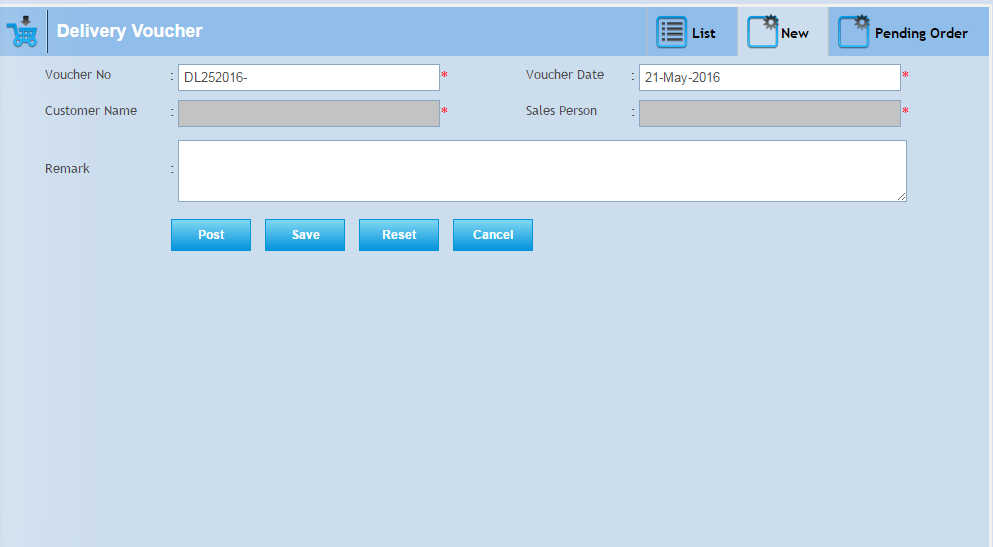 Delivery Voucher List New Pending Order
Voucher No : DL252016- * Voucher Date : 21-May-2016 *
Customer Name : * Sales Person : *
Remark :
Post Save Reset Cancel